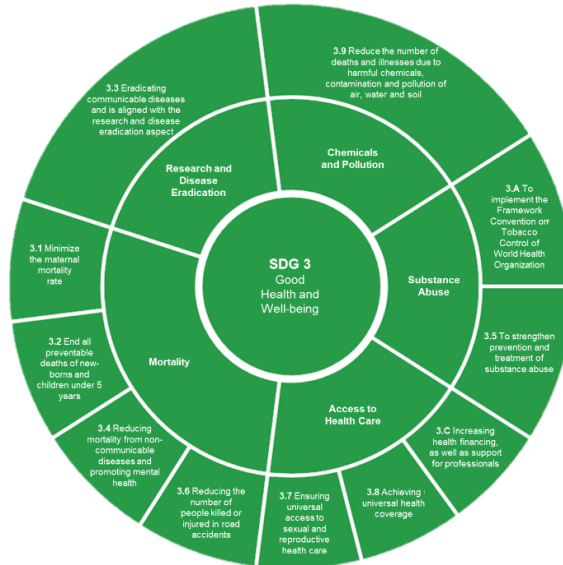 SDG 3
Good
Health and
Well-being
Research and
Disease
Eradication
Chemicals
and Pollution
Substance
Abuse
Access to
Health Care
Mortality
3.3 Eradicating
communicable diseases
and is aligned with the
research and disease
eradication aspect
3.9 Reduce the number of
deaths and illnesses due to
harmful chemicals,
contamination and pollution of
air, water and soil
3.A To
implement the
Framework
Convention on
Tobacco
Control of
World Health
Organization
3.5 To strengthen
prevention and
treatment of
substance abuse
3.C Increasing
health financing,
as well as support
for professionals
3.8 Achieving
universal health
coverage
3.7 Ensuring
universal
access to
sexual and
reproductive
health care
3.6 Reducing the
number of
people killed or
injured in road
accidents
3.4 Reducing
mortality from non-
communicable
diseases and
promoting mental
health
3.2 End all
preventable
deaths of new-
borns and
children under 5
years
3.1 Minimize
the maternal
mortality
rate